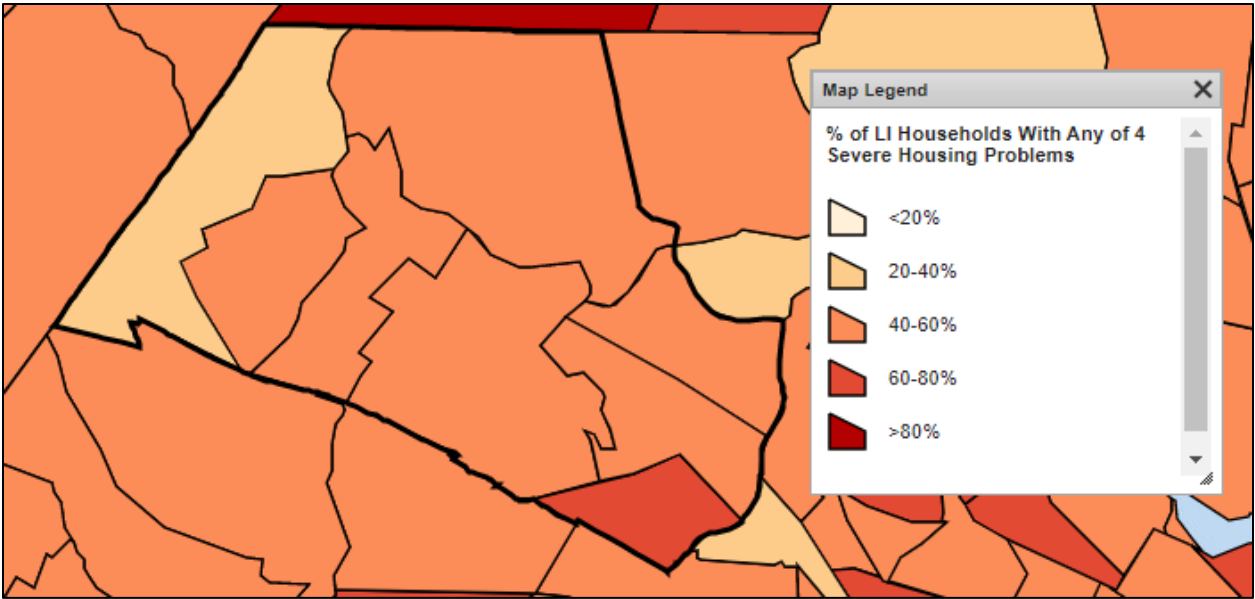 Map Legend
% of LI Households With Any of 4
Severe Housing Problems
<20%
20-40%
40-60%
60-80%
>80%